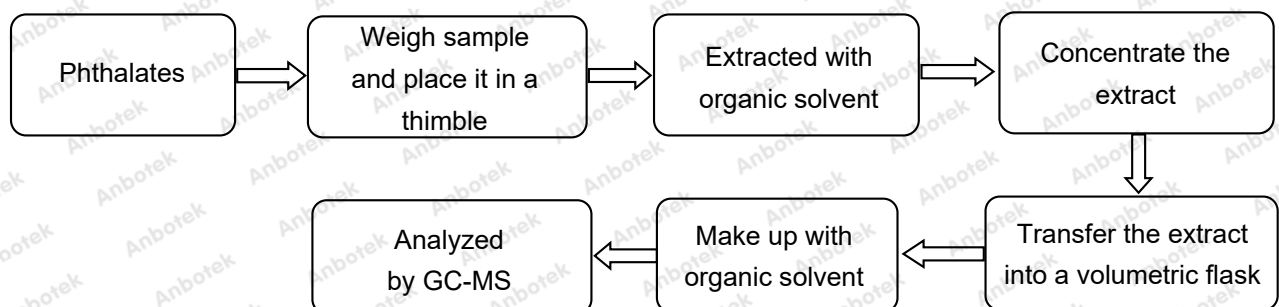 Phthalates
Weigh sample
and place it in a
thimble
Extracted with
organic solvent
Concentrate the
extract
Transfer the extract
into a volumetric flask
Make up with
organic solvent
Analyzed
by GC-MS
Anbotek